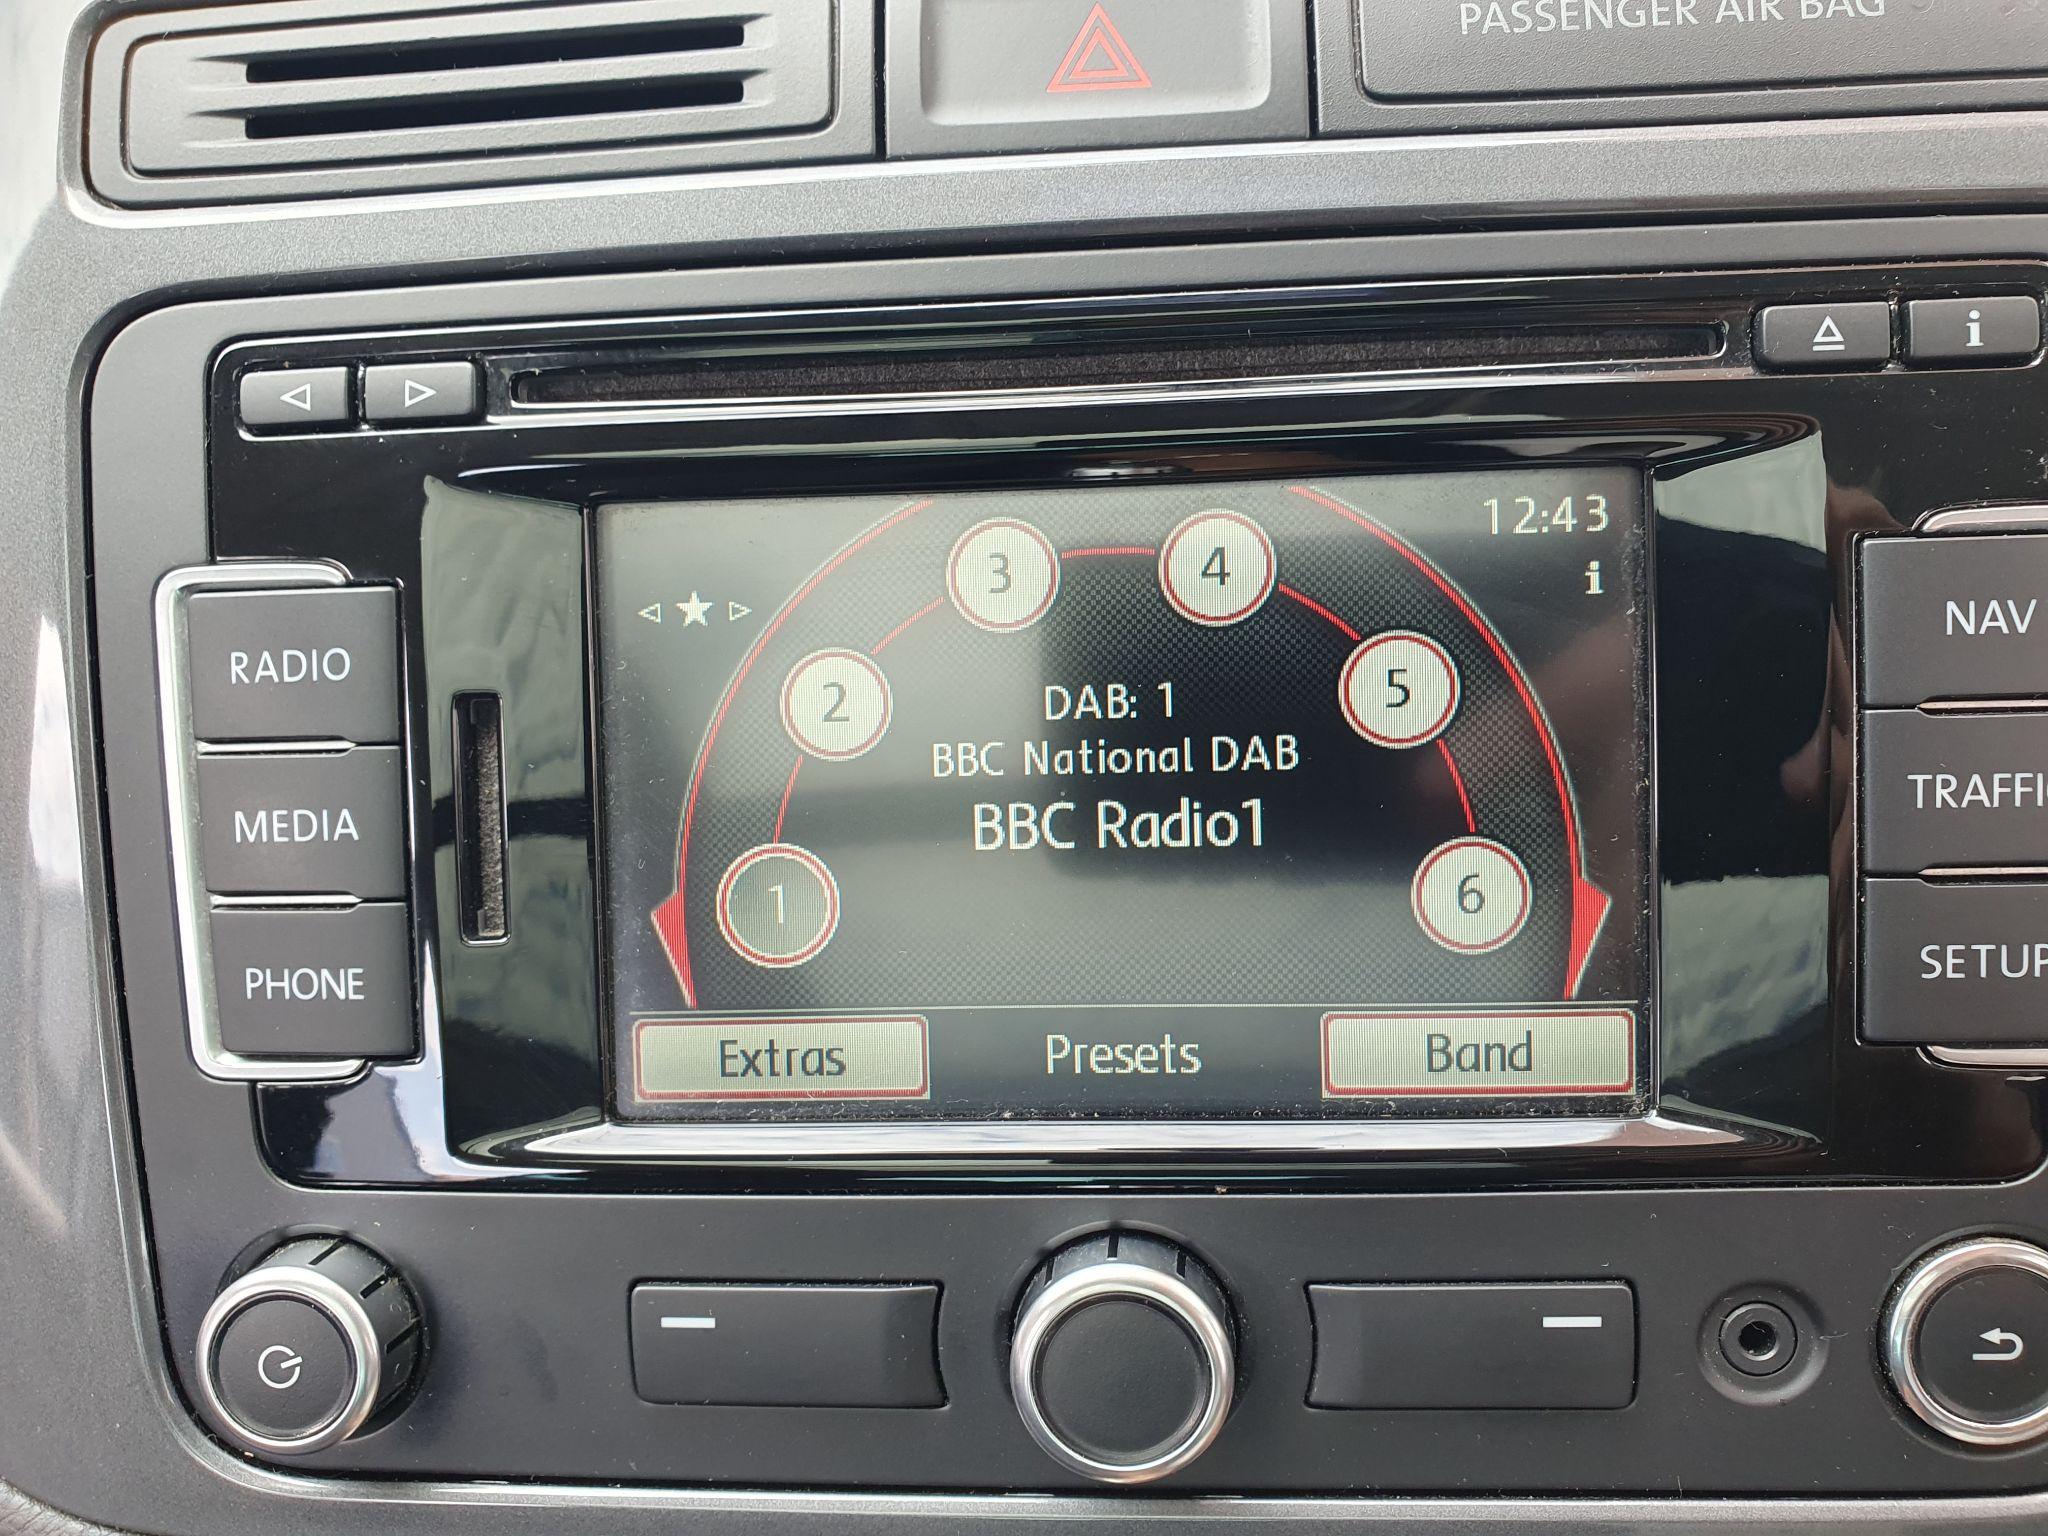 PASSENGER AIR BAG
i
12:43
i
3
4
2
5
RADIO
DAB: 1
NAV
BBC National DAB
MEDIA
BBC Radio1
TRAFFIC
1
6
PHONE
SETUP
Extras
Presets
Band